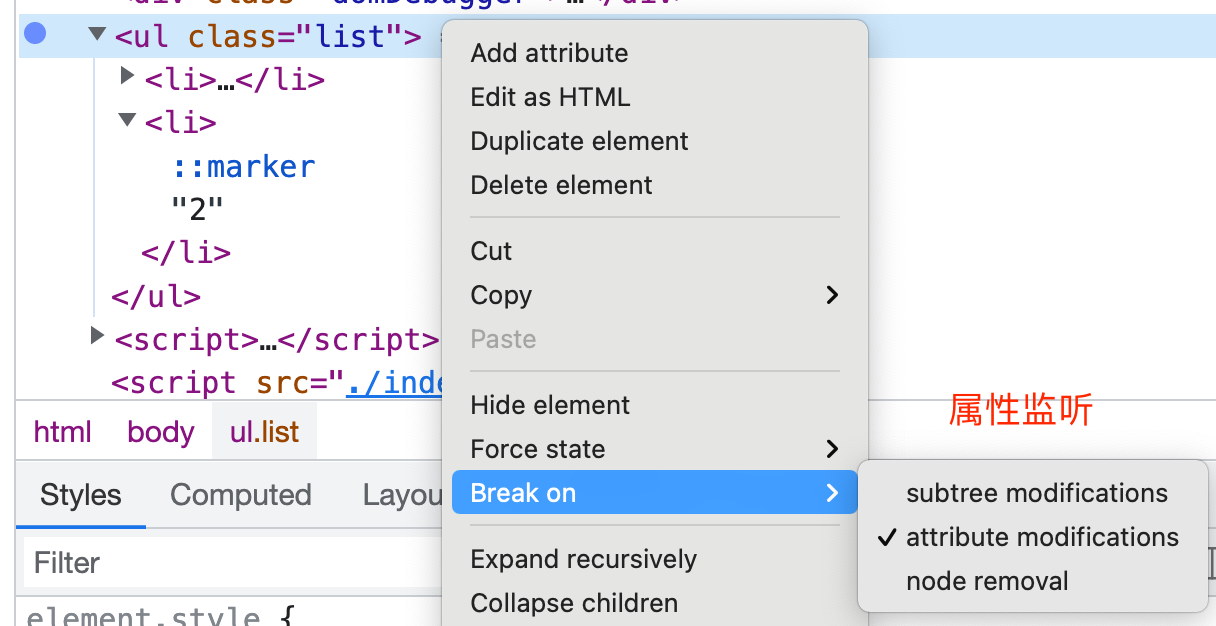 <div class="domDebugger">…</div>
<ul class="list">
<li>…</li>
<li>
::marker
"2"
</li>
</ul>
<script>…</script>
<script src="./inde
html body ul.list
Styles Computed Layou
Filter
element.style {
Add attribute
Edit as HTML
Duplicate element
Delete element
Cut
Copy
Paste
Hide element
Force state
Break on
Expand recursively
Collapse children
属性监听
subtree modifications
✓ attribute modifications
node removal